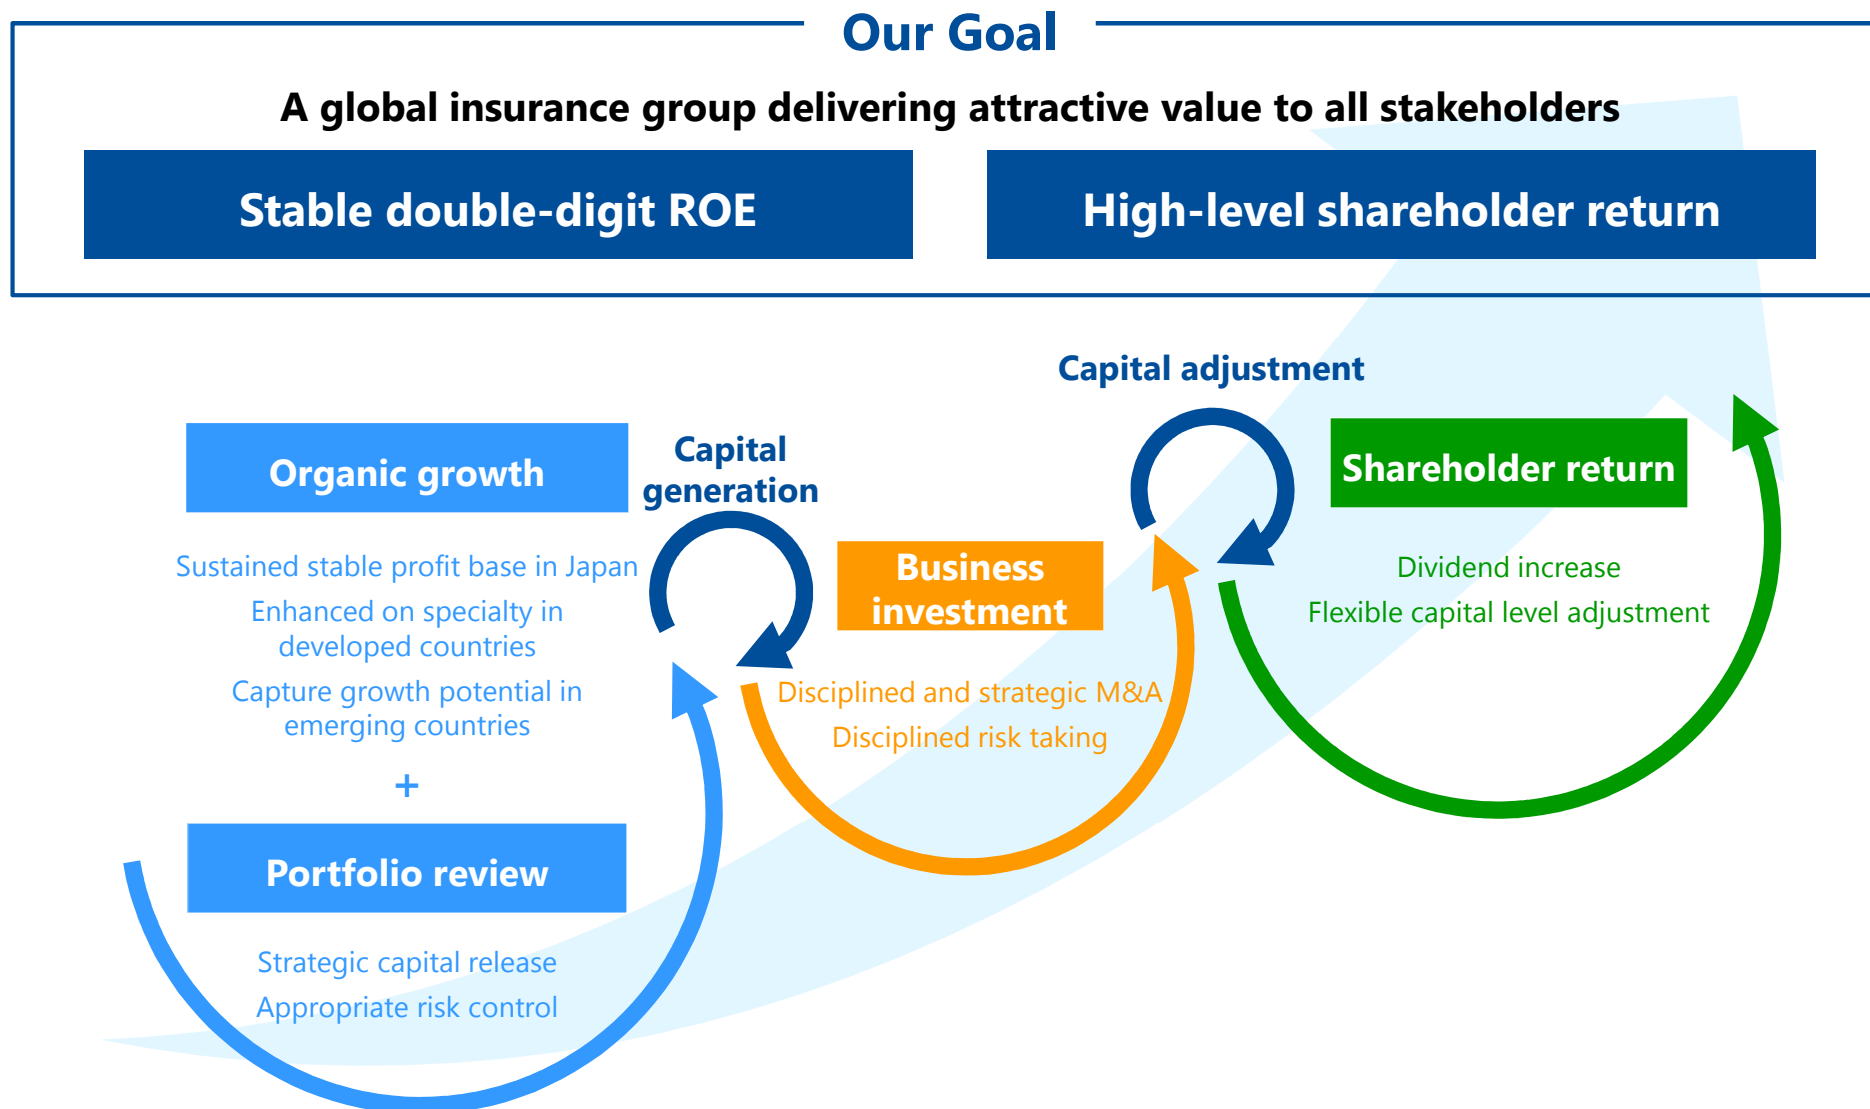 Our Goal
A global insurance group delivering attractive value to all stakeholders
Stable double-digit ROE
High-level shareholder return
Organic growth
Sustained stable profit base in Japan
Enhanced on specialty in
developed countries
Capture growth potential in
emerging countries
+
Portfolio review
Strategic capital release
Appropriate risk control
Capital
generation
Business
investment
Disciplined and strategic M&A
Disciplined risk taking
Capital adjustment
Shareholder return
Dividend increase
Flexible capital level adjustment